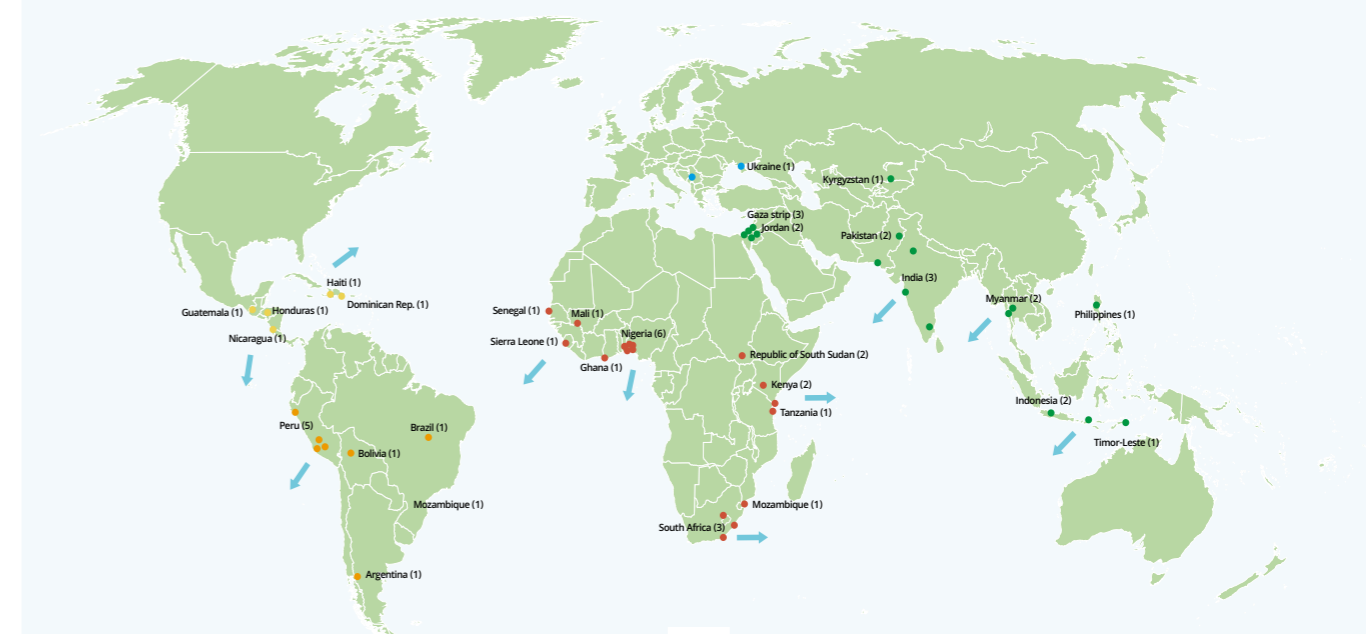 Ukraine (1)
Kyrgyzstan (1)
Gaza strip (3)
Jordan (2)
Pakistan (2)
India (3)
Haiti (1)
Dominican Rep. (1)
Guatemala (1)
Honduras (1)
Nicaragua (1)
Senegal (1)
Mali (1)
Sierra Leone (1)
Nigeria (6)
Ghana (1)
Myanmar (2)
Philippines (1)
Republic of South Sudan (2)
Kenya (2)
Tanzania (1)
Indonesia (2)
Timor-Leste (1)
Peru (5)
Brazil (1)
Bolivia (1)
Mozambique (1)
Mozambique (1)
South Africa (3)
Argentina (1)